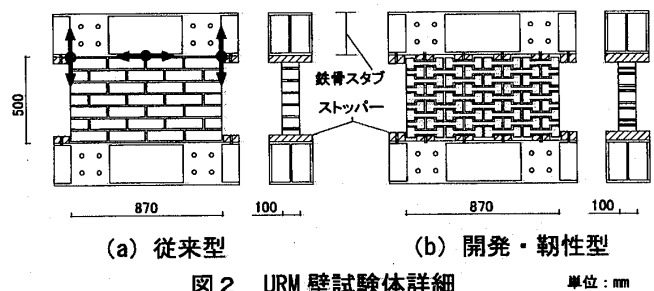 鉄骨スタブ
ストッパー
500
870
100
870
100
(a) 従来型
(b) 開発・靭性型
図2 URM壁試験体詳細
単位：mm